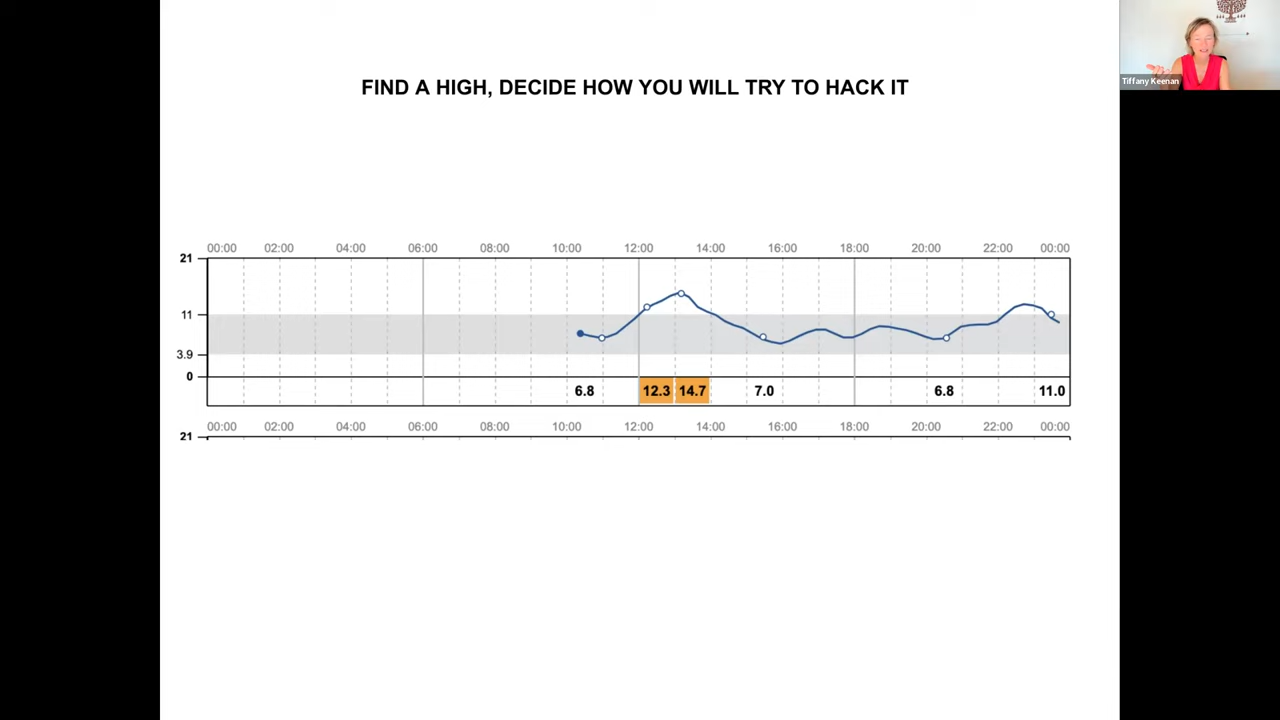 Tiffany Keenan
FIND A HIGH, DECIDE HOW YOU WILL TRY TO HACK IT
00:00 02:00 04:00 06:00 08:00 10:00 12:00 14:00 16:00 18:00 20:00 22:00 00:00
21
11
3.9
0
6.8 12.3 14.7 7.0 6.8 11.0
00:00 02:00 04:00 06:00 08:00 10:00 12:00 14:00 16:00 18:00 20:00 22:00 00:00
21